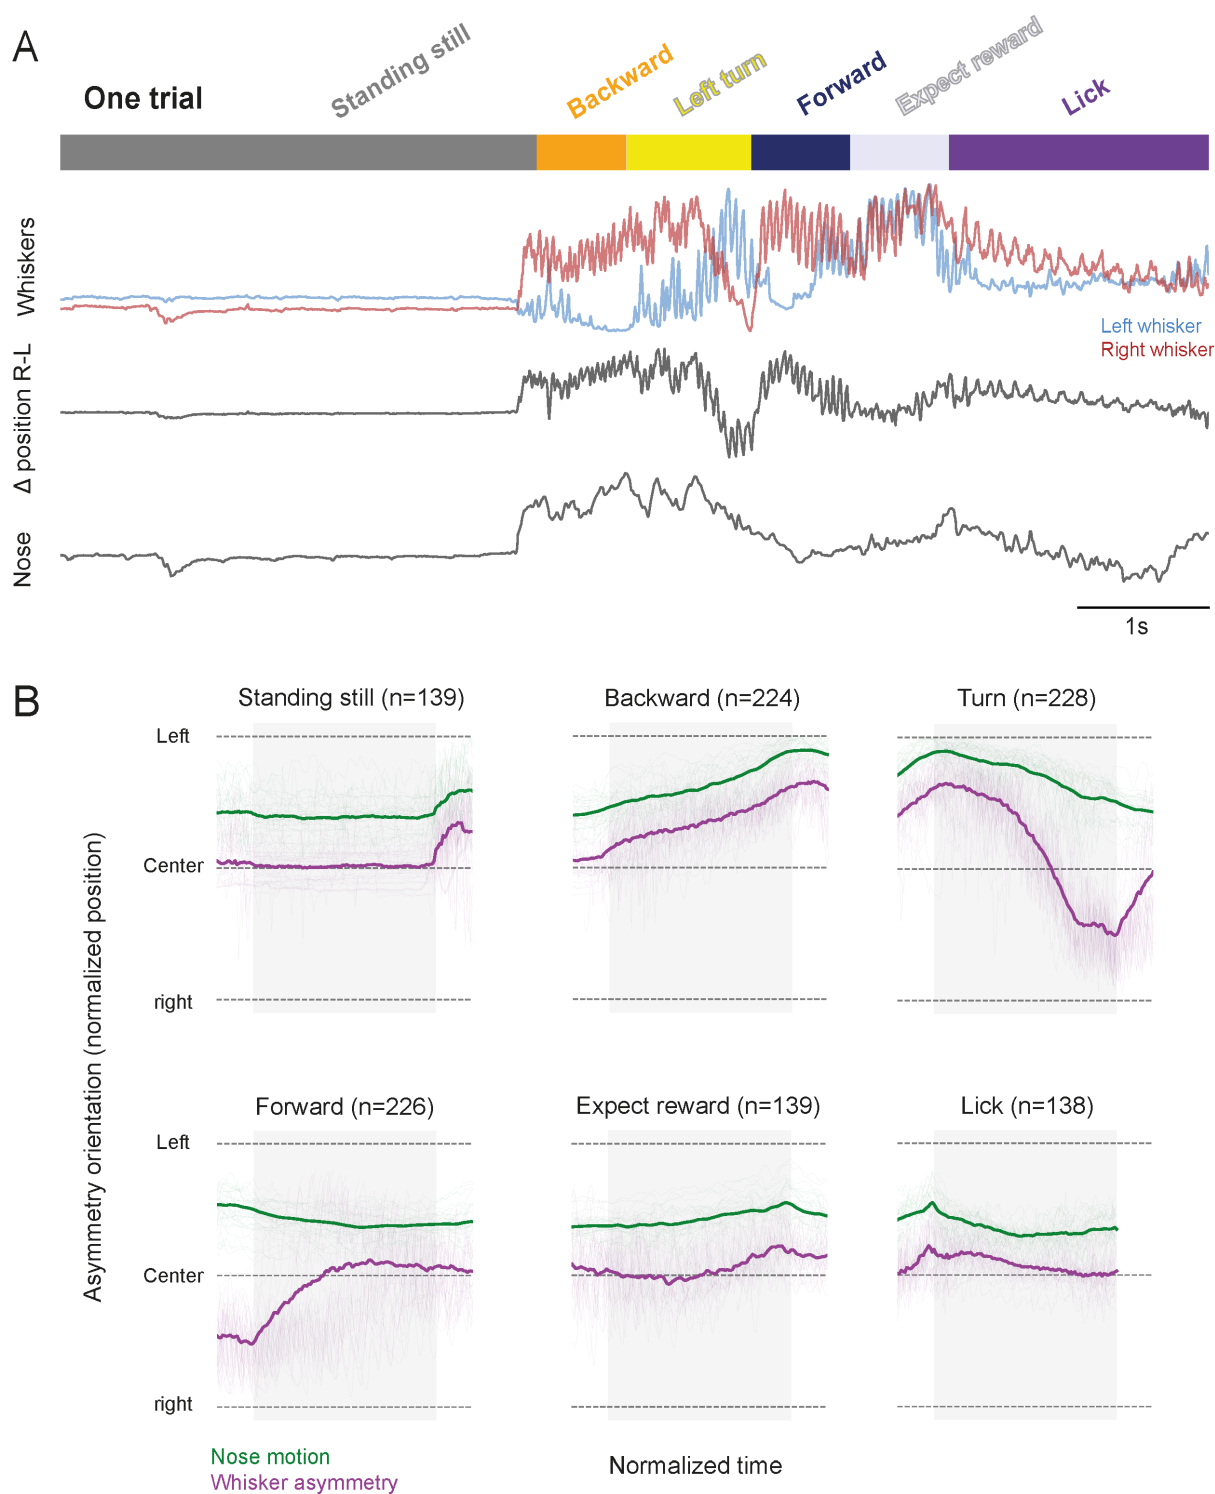 A
One trial
Standing still
Backward
Left turn
Forward
Expect reward
Lick
Whiskers
Left whisker
Right whisker
Δ position R-L
Nose
1s
B
Standing still (n=139)
Backward (n=224)
Turn (n=228)
Left
Center
right
Asymmetry orientation (normalized position)
Forward (n=226)
Expect reward (n=139)
Lick (n=138)
Left
Center
right
Nose motion
Whisker asymmetry
Normalized time